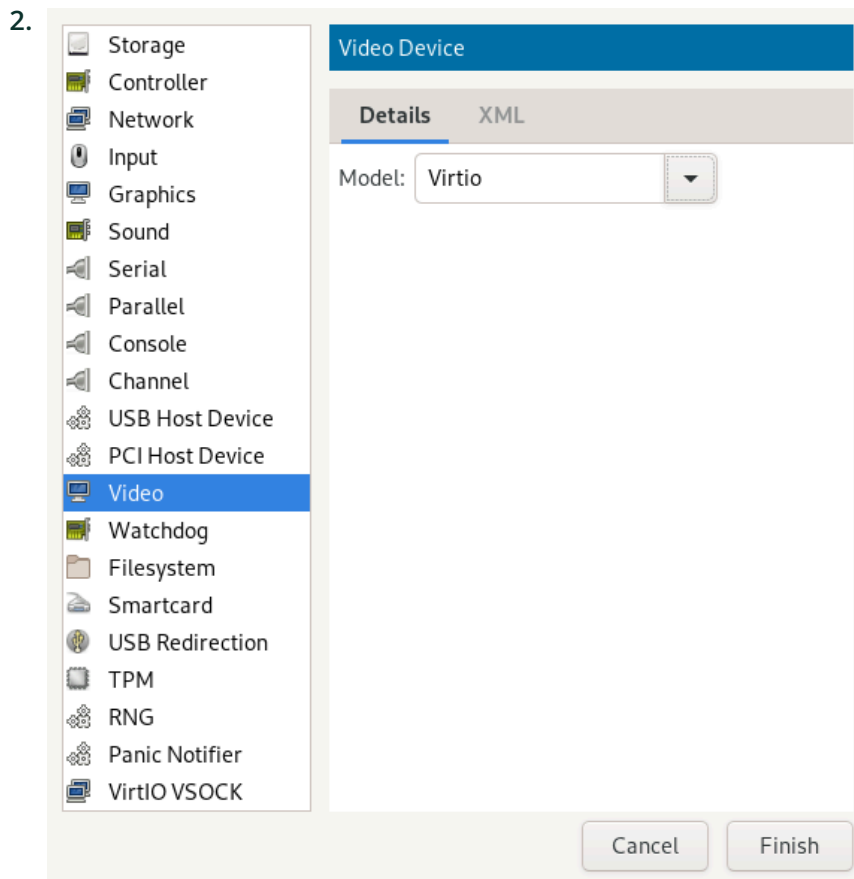 2.
Storage
Controller
Network
Input
Graphics
Sound
Serial
Parallel
Console
Channel
USB Host Device
PCI Host Device
Video
Watchdog
Filesystem
Smartcard
USB Redirection
TPM
RNG
Panic Notifier
VirtIO VSOCK
Video Device
Details XML
Model: Virtio
Cancel Finish